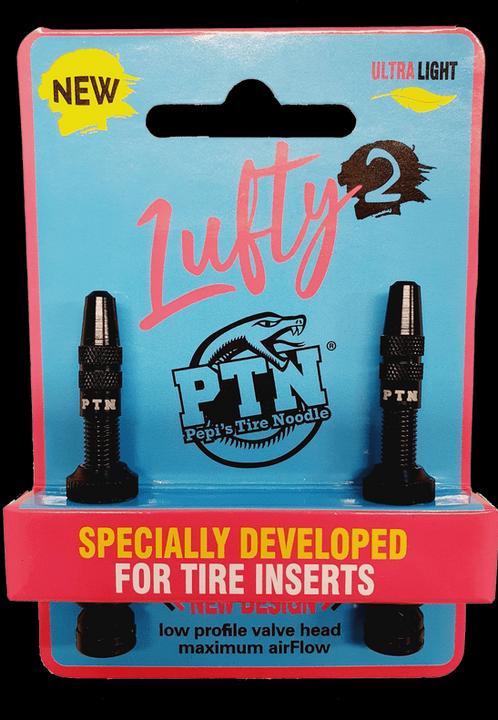 NEW
ULTRA LIGHT
Lufty 2
PTN ®
Pepi's Tire Noodle
PTN
PTN
SPECIALLY DEVELOPED
FOR TIRE INSERTS
NEW DESIGN
low profile valve head
maximum airFlow